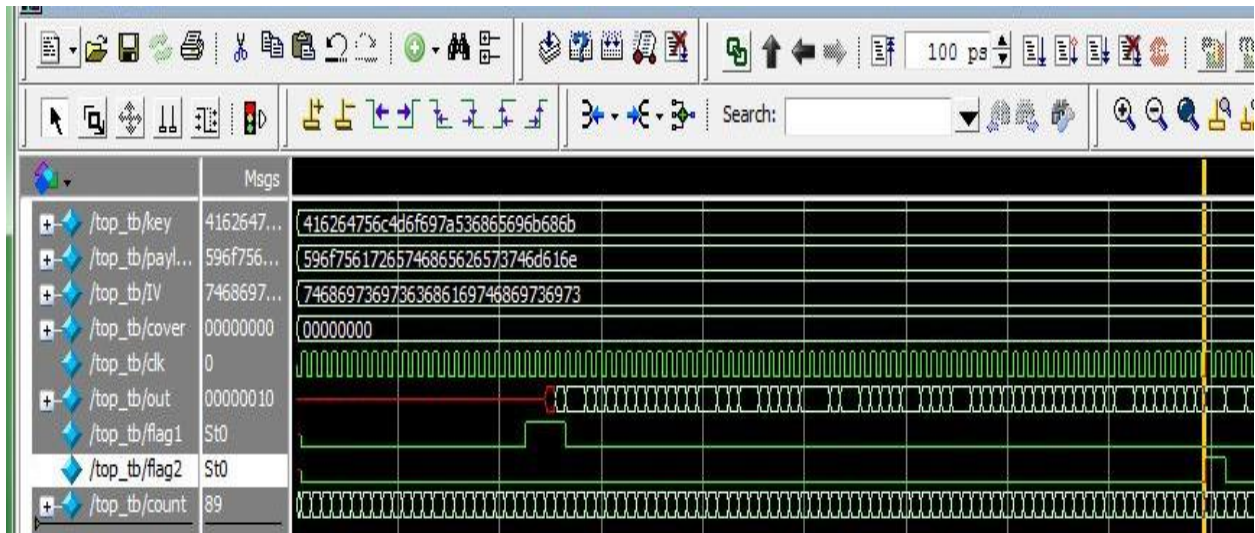 100 ps
Search:
Msgs
/top_tb/key 4162647... 416264756c4d6f697a536865696b686b
/top_tb/payl... 596f756... 596f75617265746865626573746d616e
/top_tb/IV 7468697... 74686973697363686169746869736973
/top_tb/cover 00000000 00000000
/top_tb/clk 0
/top_tb/out 00000010
/top_tb/flag1 St0
/top_tb/flag2 St0
/top_tb/count 89